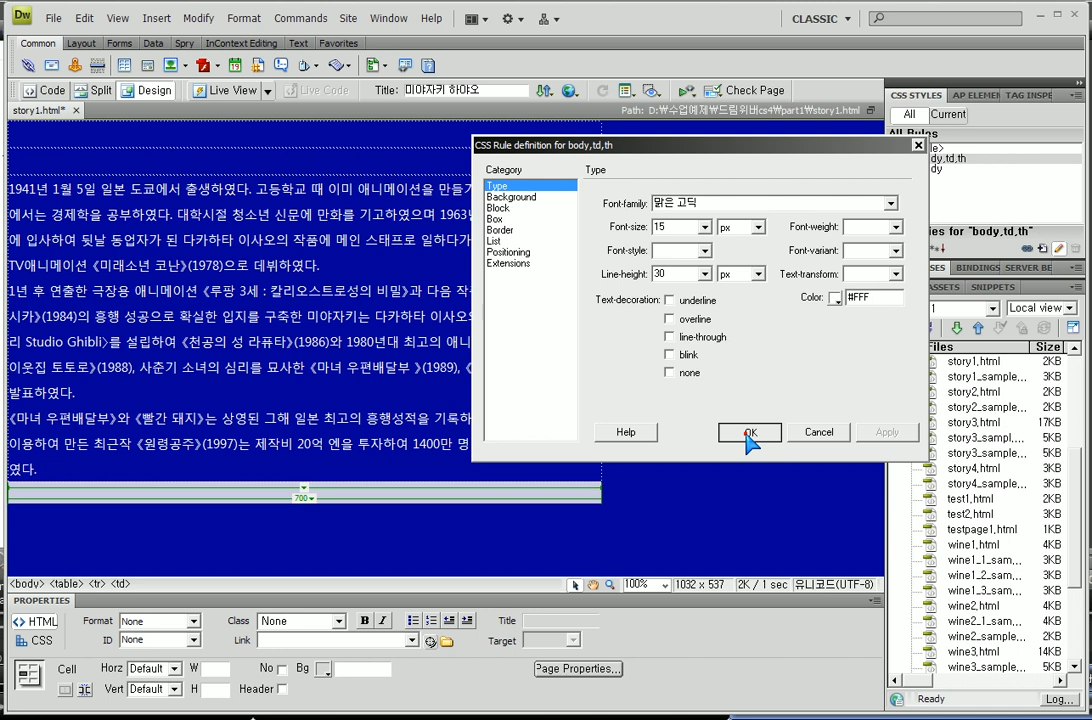 Dw File Edit View Insert Modify Format Commands Site Window Help CLASSIC
Common Layout Forms Data Spry InContext Editing Text Favorites
Code Split Design Live View Live Code Title: 미야자키 하야오 Check Page
story1.html* Path: D:₩수업예제₩드림위버cs4₩part1₩story1.html
1941년 1월 5일 일본 도쿄에서 출생하였다. 고등학교 때 이미 애니메이션을 만들기
에서는 경제학을 공부하였다. 대학시절 청소년 신문에 만화를 기고하였으며 1963년
에 입사하여 뒷날 동업자가 된 다카하타 이사오의 작품에 메인 스태프로 일하다가
TV애니메이션 《미래소년 코난》(1978)으로 데뷔하였다.
1년 후 연출한 극장용 애니메이션 《루팡 3세 : 칼리오스트로성의 비밀》과 다음 작
시카》(1984)의 흥행 성공으로 확실한 입지를 구축한 미야자키는 다카하타 이사오
리 Studio Ghibli>를 설립하여 《천공의 성 라퓨타》(1986)와 1980년대 최고의 애니
이웃집 토토로》(1988), 사춘기 소녀의 심리를 묘사한 《마녀 우편배달부 》(1989),
발표하였다.
《마녀 우편배달부》와 《빨간 돼지》는 상영된 그해 일본 최고의 흥행성적을 기록하
이용하여 만든 최근작 《원령공주》(1997)는 제작비 20억 엔을 투자하여 1400만 명
였다.
700
CSS Rule definition for body,td,th
Category
Type
Background
Block
Box
Border
List
Positioning
Extensions
Type
Font-family: 맑은 고딕
Font-size: 15 px Font-weight:
Font-style: Font-variant:
Line-height: 30 px Text-transform:
Text-decoration: underline Color: #FFF
overline
line-through
blink
none
Help OK Cancel Apply
CSS STYLES AP ELEMEN TAG INSPE
All Current
All Rules
dy,td,th
dy
ies for "body,td,th"
SES BINDINGS SERVER BE
ASSETS SNIPPETS
1 Local view
Files Size
story1.html 2KB
story1_sample... 3KB
story2.html 2KB
story2_sample... 2KB
story3.html 17KB
story3_sample... 5KB
story3_sample... 3KB
story4.html 3KB
story4_sample... 3KB
test1.html 2KB
test2.html 3KB
testpage1.html 1KB
wine1.html 4KB
wine1_1_sam... 3KB
wine1_2_sam... 3KB
wine1_3_sam... 3KB
wine2.html 4KB
wine2_1_sam... 4KB
wine2_sample... 3KB
wine3.html 14KB
wine3_sample... 5KB
Ready Log...
<body> <table> <tr> <td> 100% 1032 x 537 2K / 1 sec 유니코드(UTF-8)
PROPERTIES
<> HTML Format None Class None B I Title
CSS ID None Link Target
Cell Horz Default W No Bg Page Properties...
Vert Default H Header